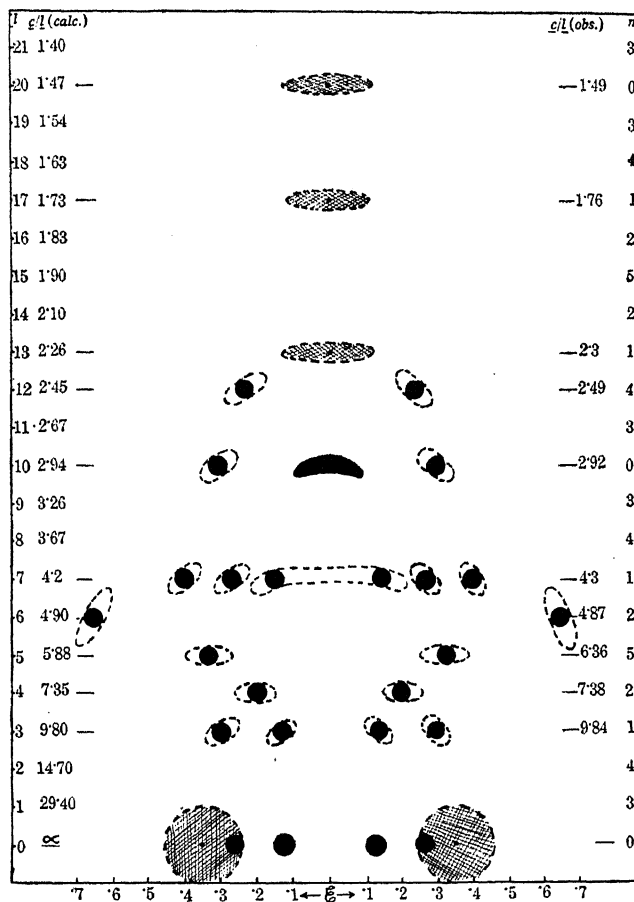 l c/l (calc.) c/l (obs.) n
21 1·40 3
20 1·47 — —1·49 0
19 1·54 3
18 1·63 4
17 1·73 — —1·76 1
16 1·83 2
15 1·90 5
14 2·10 2
13 2·26 — —2·3 1
12 2·45 — —2·49 4
11 2·67 3
10 2·94 — —2·92 0
9 3·26 3
8 3·67 4
7 4·2 — —4·3 1
6 4·90 — —4·87 2
5 5·88 — —6·36 5
4 7·35 — —7·38 2
3 9·80 — —9·84 1
2 14·70 4
1 29·40 3
0 ∝ — 0
·7 ·6 ·5 ·4 ·3 ·2 ·1 ←ξ→ ·1 ·2 ·3 ·4 ·5 ·6 ·7